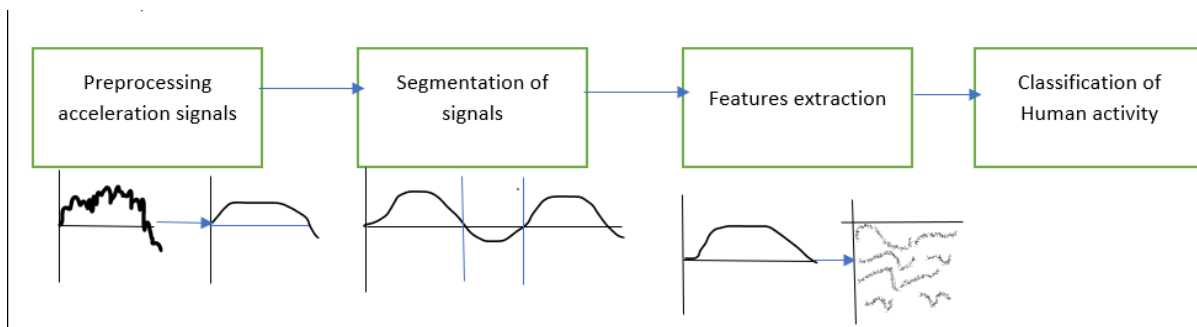 Preprocessing
acceleration signals
Segmentation of
signals
Features extraction
Classification of
Human activity